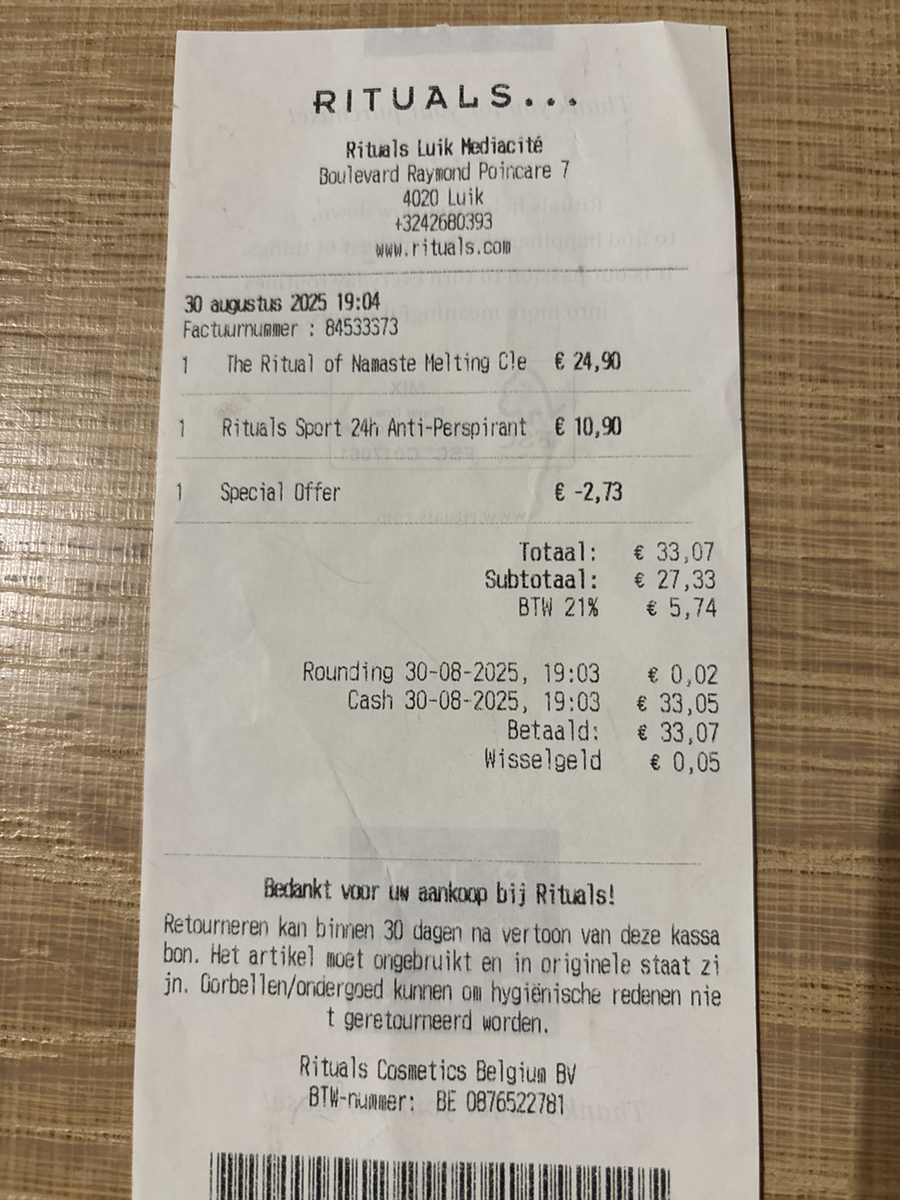 RITUALS...
Rituals Luik Mediacité
Boulevard Raymond Poincare 7
4020 Luik
+3242680393
www.rituals.com
30 augustus 2025 19:04
Factuurnummer : 84533373
1 The Ritual of Namaste Melting Cle € 24,90
1 Rituals Sport 24h Anti-Perspirant € 10,90
1 Special Offer € -2,73
Totaal: € 33,07
Subtotaal: € 27,33
BTW 21% € 5,74
Rounding 30-08-2025, 19:03 € 0,02
Cash 30-08-2025, 19:03 € 33,05
Betaald: € 33,07
Wisselgeld € 0,05
Bedankt voor uw aankoop bij Rituals!
Retourneren kan binnen 30 dagen na vertoon van deze kassa
bon. Het artikel moet ongebruikt en in originele staat zi
jn. Oorbellen/ondergoed kunnen om hygiënische redenen nie
t geretourneerd worden.
Rituals Cosmetics Belgium BV
BTW-nummer: BE 0876522781